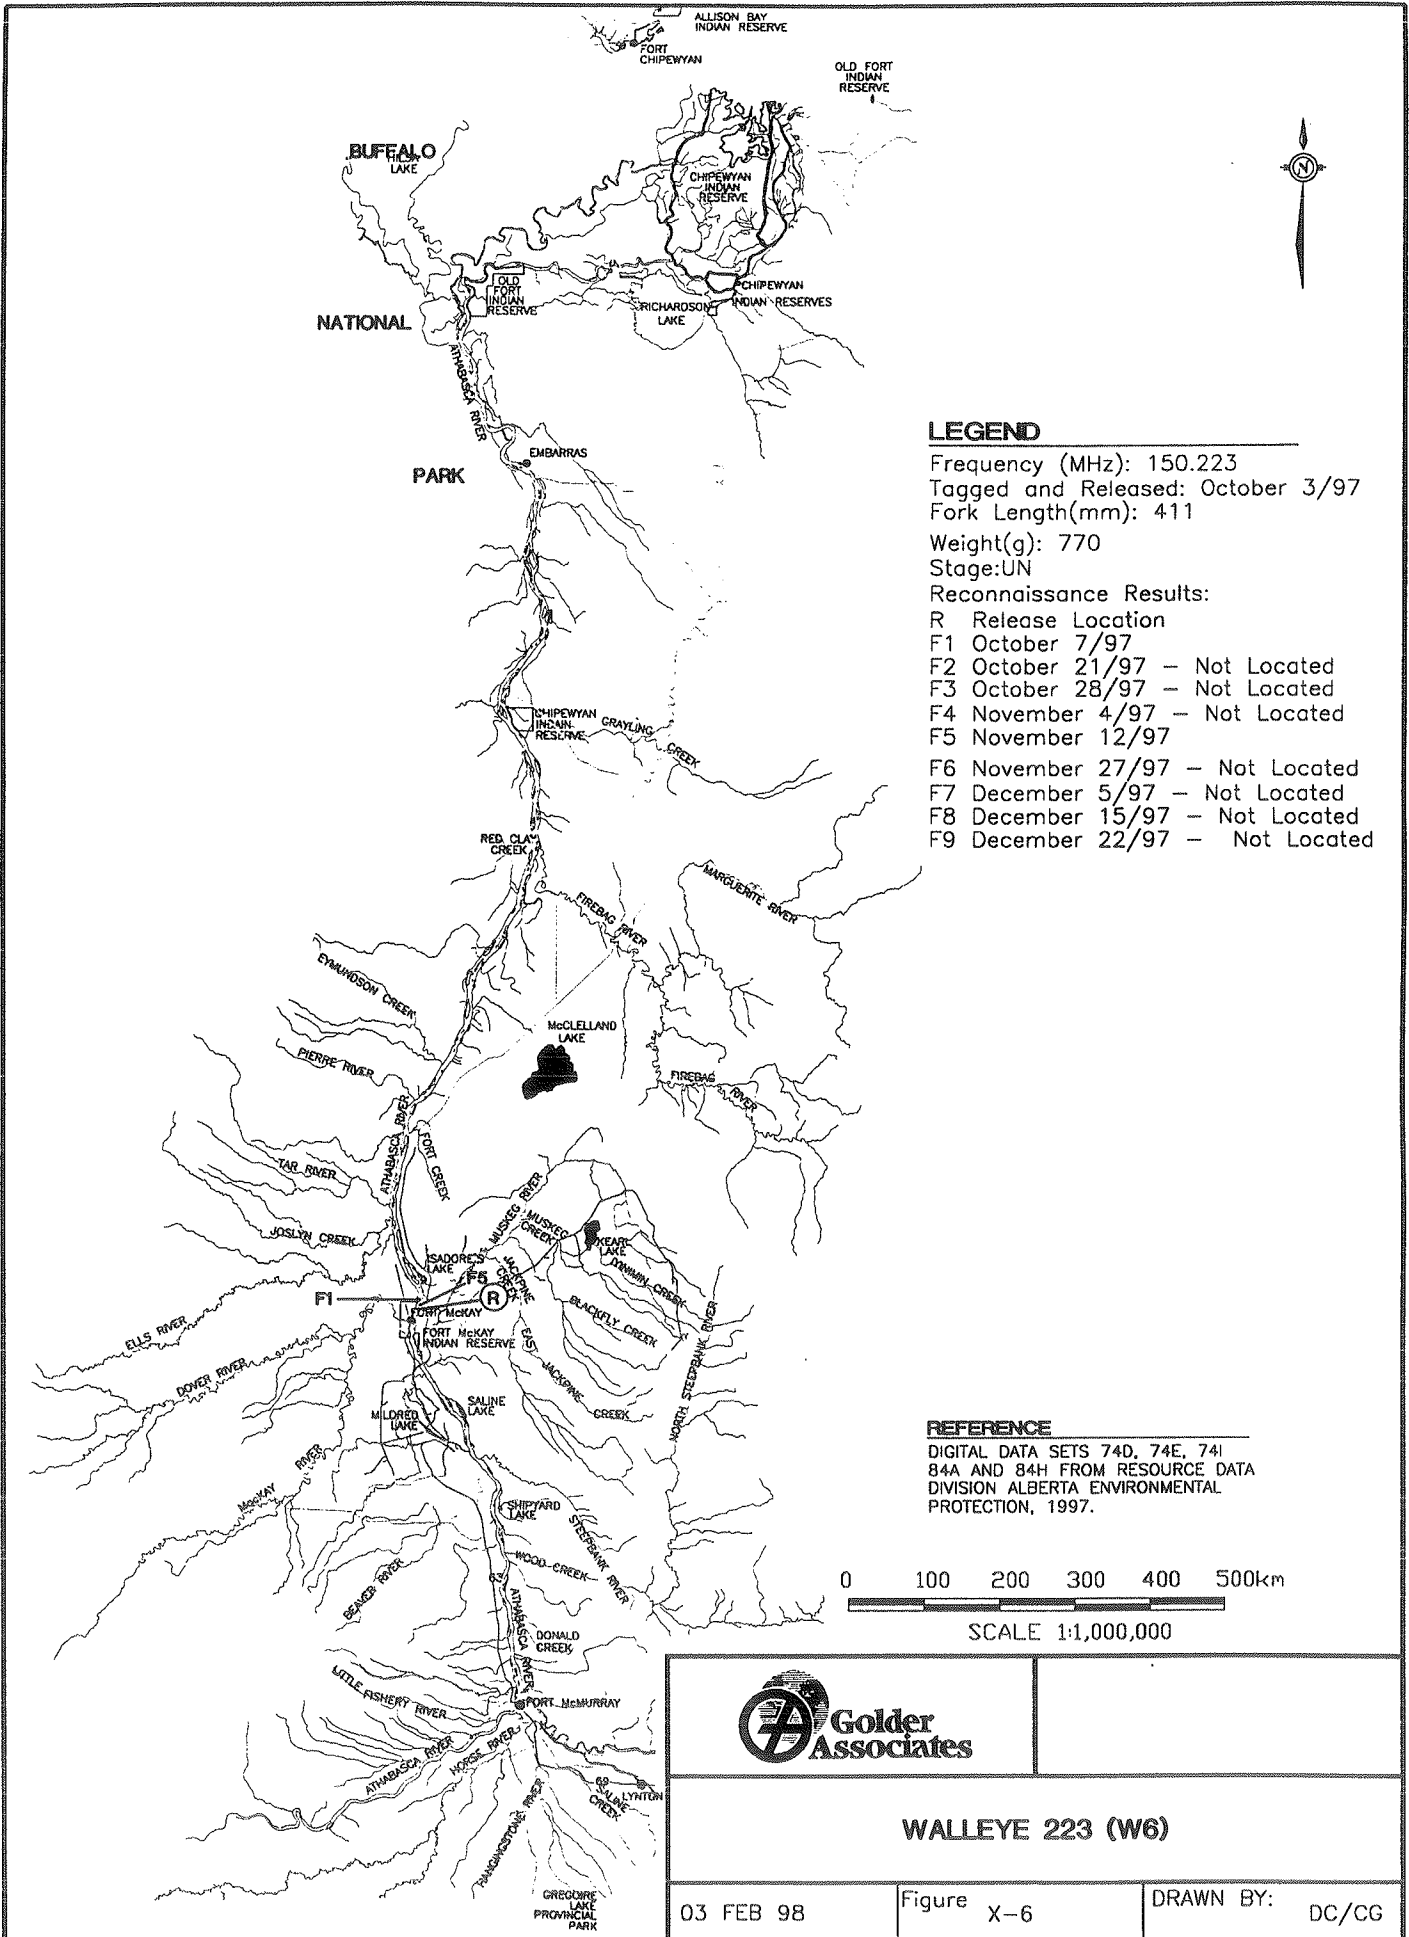 ALLISON BAY
INDIAN RESERVE
FORT
CHIPEWYAN
OLD FORT
INDIAN
RESERVE
BUFFALO
LAKE
CHIPEWYAN
INDIAN
RESERVE
N
OLD
FORT
INDIAN
RESERVE
CHIPEWYAN
INDIAN RESERVES
RICHARDSON
LAKE
NATIONAL
ATHABASCA RIVER
EMBARRAS
PARK
LEGEND
Frequency (MHz): 150.223
Tagged and Released: October 3/97
Fork Length(mm): 411
Weight(g): 770
Stage:UN
Reconnaissance Results:
R Release Location
F1 October 7/97
F2 October 21/97 – Not Located
F3 October 28/97 – Not Located
F4 November 4/97 – Not Located
F5 November 12/97
F6 November 27/97 – Not Located
F7 December 5/97 – Not Located
F8 December 15/97 – Not Located
F9 December 22/97 – Not Located
CHIPEWYAN
INDAIN
RESERVE
GRAYLING
CREEK
RED CLAY
CREEK
MARGUERITE RIVER
FIREBAG RIVER
EYMUNDSON CREEK
McCLELLAND
LAKE
PIERRE RIVER
FIREBAG
RIVER
ATHABASCA RIVER
FORT CREEK
TAR RIVER
MUSKEG RIVER
MUSKEG
CREEK
JOSLYN CREEK
KEARL
LAKE
ISADORE'S
LAKE
JACKPINE
CREEK
F5
R
F1
BLACKFLY CREEK
FORT McKAY
FORT McKAY
INDIAN RESERVE
ELLS RIVER
EAST
JACKPINE
CREEK
NORTH STEEPBANK RIVER
DOVER RIVER
SALINE
LAKE
MILDRED
LAKE
MacKAY
RIVER
SHIPYARD
LAKE
STEEPBANK RIVER
WOOD CREEK
BEAVER RIVER
63
ATHABASCA RIVER
DONALD
CREEK
LITTLE FISHERY RIVER
FORT McMURRAY
ATHABASCA RIVER
HORSE RIVER
HANGINGSTONE RIVER
69
SALINE
CREEK
LYNTON
GREGOIRE
LAKE
PROVINCIAL
PARK
REFERENCE
DIGITAL DATA SETS 74D, 74E, 74I
84A AND 84H FROM RESOURCE DATA
DIVISION ALBERTA ENVIRONMENTAL
PROTECTION, 1997.
0 100 200 300 400 500km
SCALE 1:1,000,000
Golder
Associates
WALLEYE 223 (W6)
03 FEB 98
Figure X-6
DRAWN BY: DC/CG